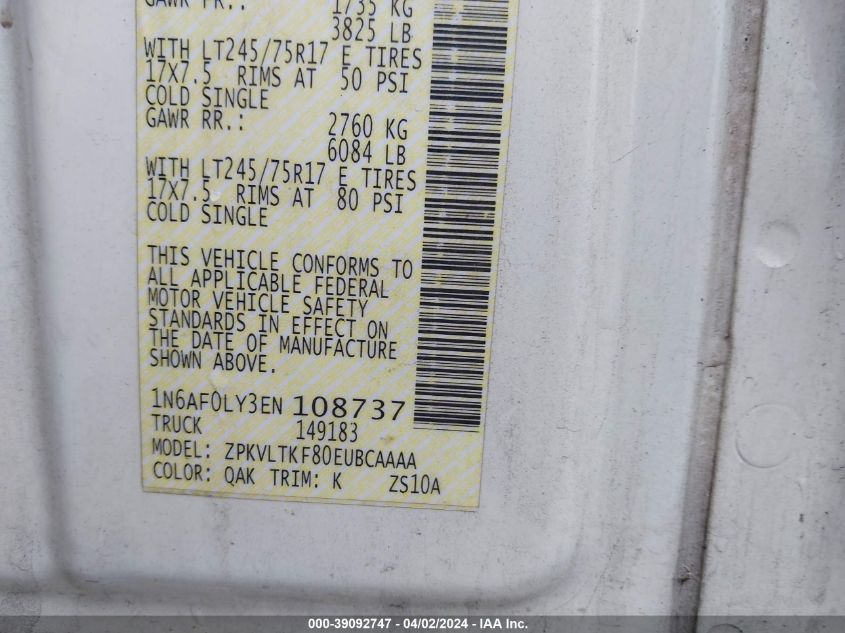 GAWR FR.: 1735 KG
3825 LB
WITH LT245/75R17 E TIRES
17X7.5 RIMS AT 50 PSI
COLD SINGLE
GAWR RR.: 2760 KG
6084 LB
WITH LT245/75R17 E TIRES
17X7.5 RIMS AT 80 PSI
COLD SINGLE
THIS VEHICLE CONFORMS TO
ALL APPLICABLE FEDERAL
MOTOR VEHICLE SAFETY
STANDARDS IN EFFECT ON
THE DATE OF MANUFACTURE
SHOWN ABOVE.
1N6AF0LY3EN 108737
TRUCK 149183
MODEL: ZPKVLTKF80EUBCAAAA
COLOR: QAK TRIM: K ZS10A
000-39092747 - 04/02/2024 - IAA Inc.